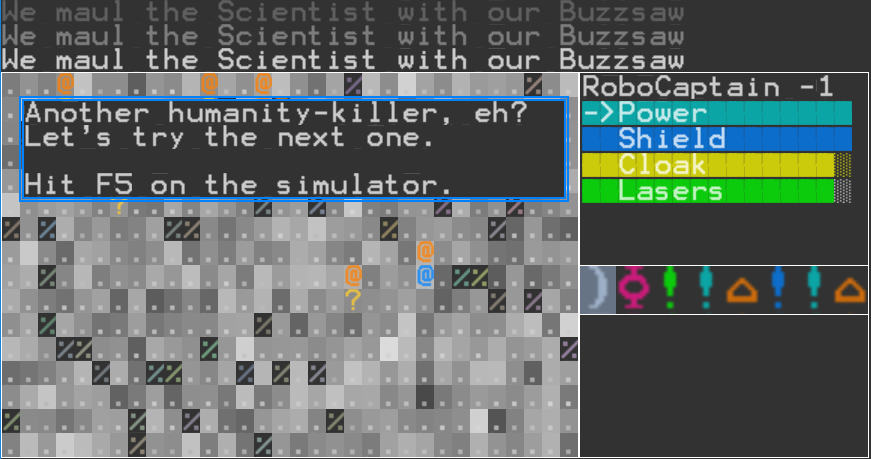 We maul the Scientist with our Buzzsaw
We maul the Scientist with our Buzzsaw
We maul the Scientist with our Buzzsaw
Another humanity-killer, eh?
Let's try the next one.
Hit F5 on the simulator.
RoboCaptain -1
->Power
Shield
Cloak
Lasers